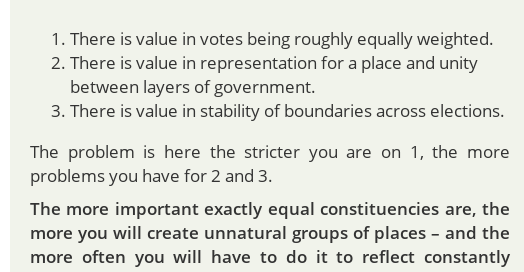 1. There is value in votes being roughly equally weighted.
2. There is value in representation for a place and unity
between layers of government.
3. There is value in stability of boundaries across elections.
The problem is here the stricter you are on 1, the more
problems you have for 2 and 3.
The more important exactly equal constituencies are, the
more you will create unnatural groups of places – and the
more often you will have to do it to reflect constantly